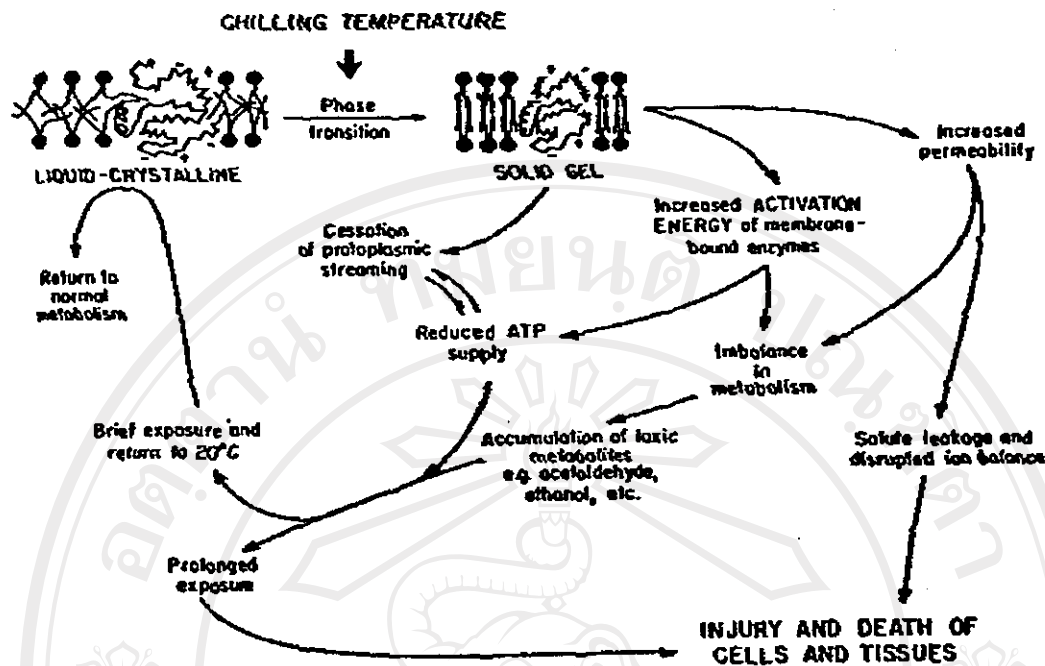 CHILLING TEMPERATURE
Phase
transition
LIQUID-CRYSTALLINE
SOLID GEL
Increased
permeability
Increased ACTIVATION
ENERGY of membrane-
bound enzymes
Cessation
of protoplasmic
streaming
Return to
normal
metabolism
Reduced ATP
supply
Imbalance
in
metabolism
Brief exposure and
return to 20°C
Accumulation of toxic
metabolites
e.g. acetaldehyde,
ethanol, etc.
Solute leakage and
disrupted ion balance
Prolonged
exposure
INJURY AND DEATH OF
CELLS AND TISSUES